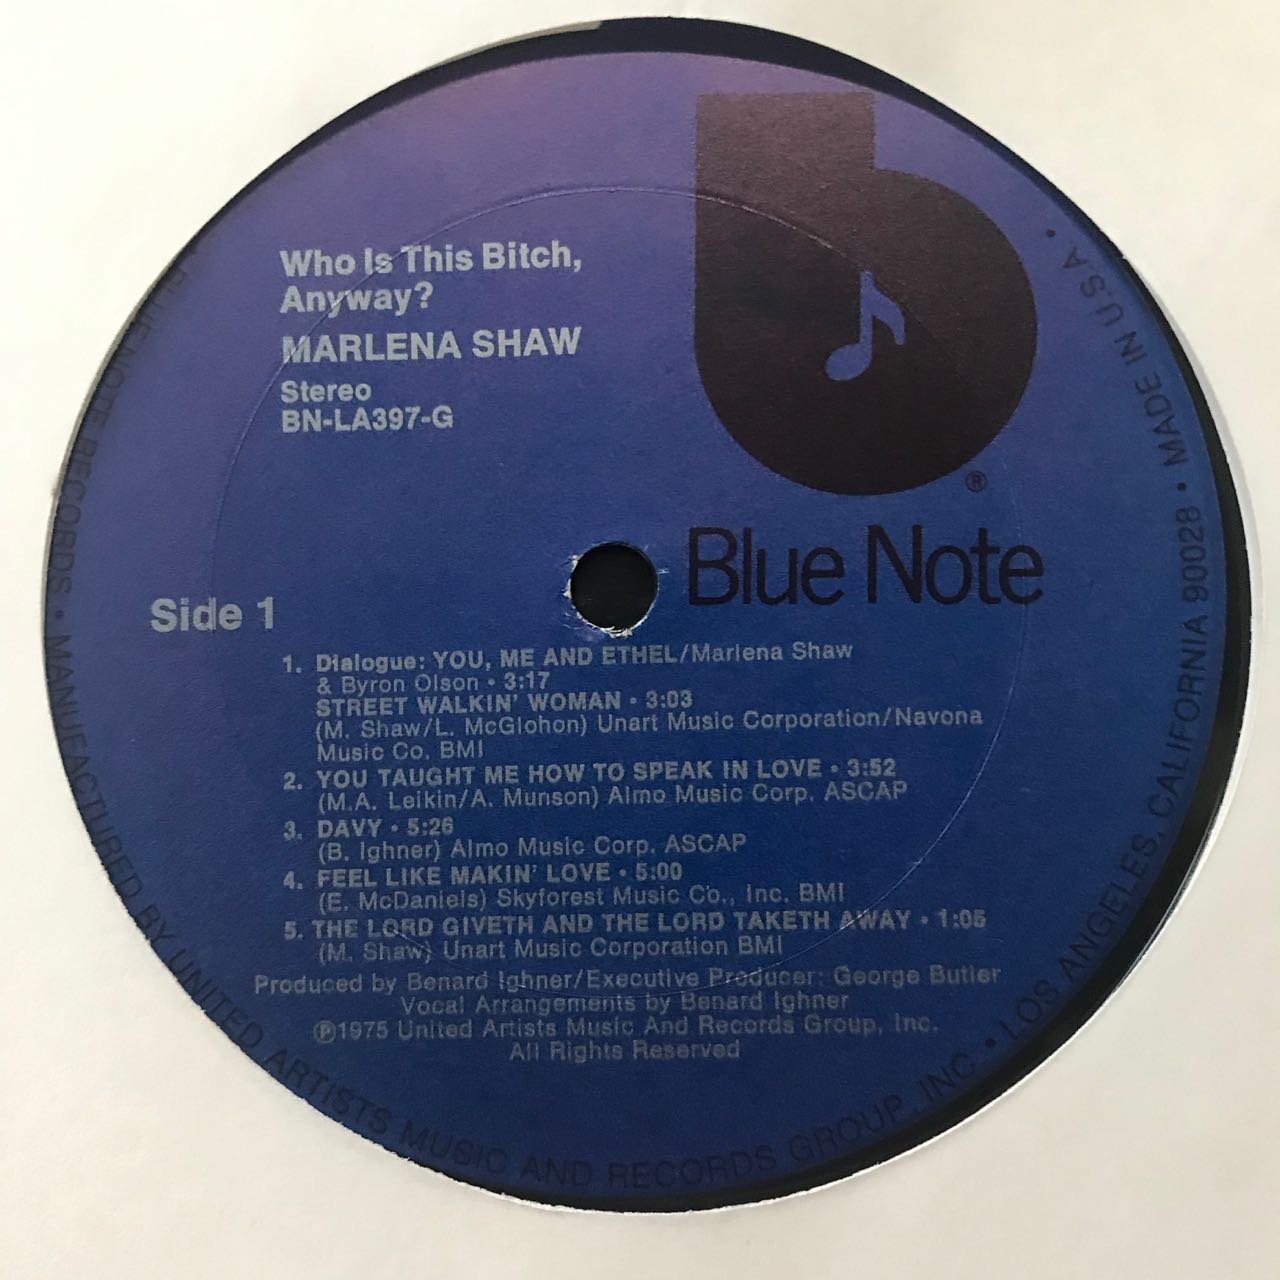 Who Is This Bitch,
Anyway?
MARLENA SHAW
Stereo
BN-LA397-G
®
Blue Note
Side 1
1. Dialogue: YOU, ME AND ETHEL/Marlena Shaw
& Byron Olson • 3:17
STREET WALKIN' WOMAN • 3:03
(M. Shaw/L. McGlohon) Unart Music Corporation/Navona
Music Co. BMI
2. YOU TAUGHT ME HOW TO SPEAK IN LOVE • 3:52
(M.A. Leikin/A. Munson) Almo Music Corp. ASCAP
3. DAVY • 5:26
(B. Ighner) Almo Music Corp. ASCAP
4. FEEL LIKE MAKIN' LOVE • 5:00
(E. McDaniels) Skyforest Music Co., Inc. BMI
5. THE LORD GIVETH AND THE LORD TAKETH AWAY • 1:05
(M. Shaw) Unart Music Corporation BMI
Produced by Benard Ighner/Executive Producer: George Butler
Vocal Arrangements by Benard Ighner
℗1975 United Artists Music And Records Group, Inc.
All Rights Reserved
BLUE NOTE RECORDS • MANUFACTURED BY UNITED ARTISTS MUSIC AND RECORDS GROUP, INC • LOS ANGELES, CALIFORNIA 90028 • MADE IN U.S.A •